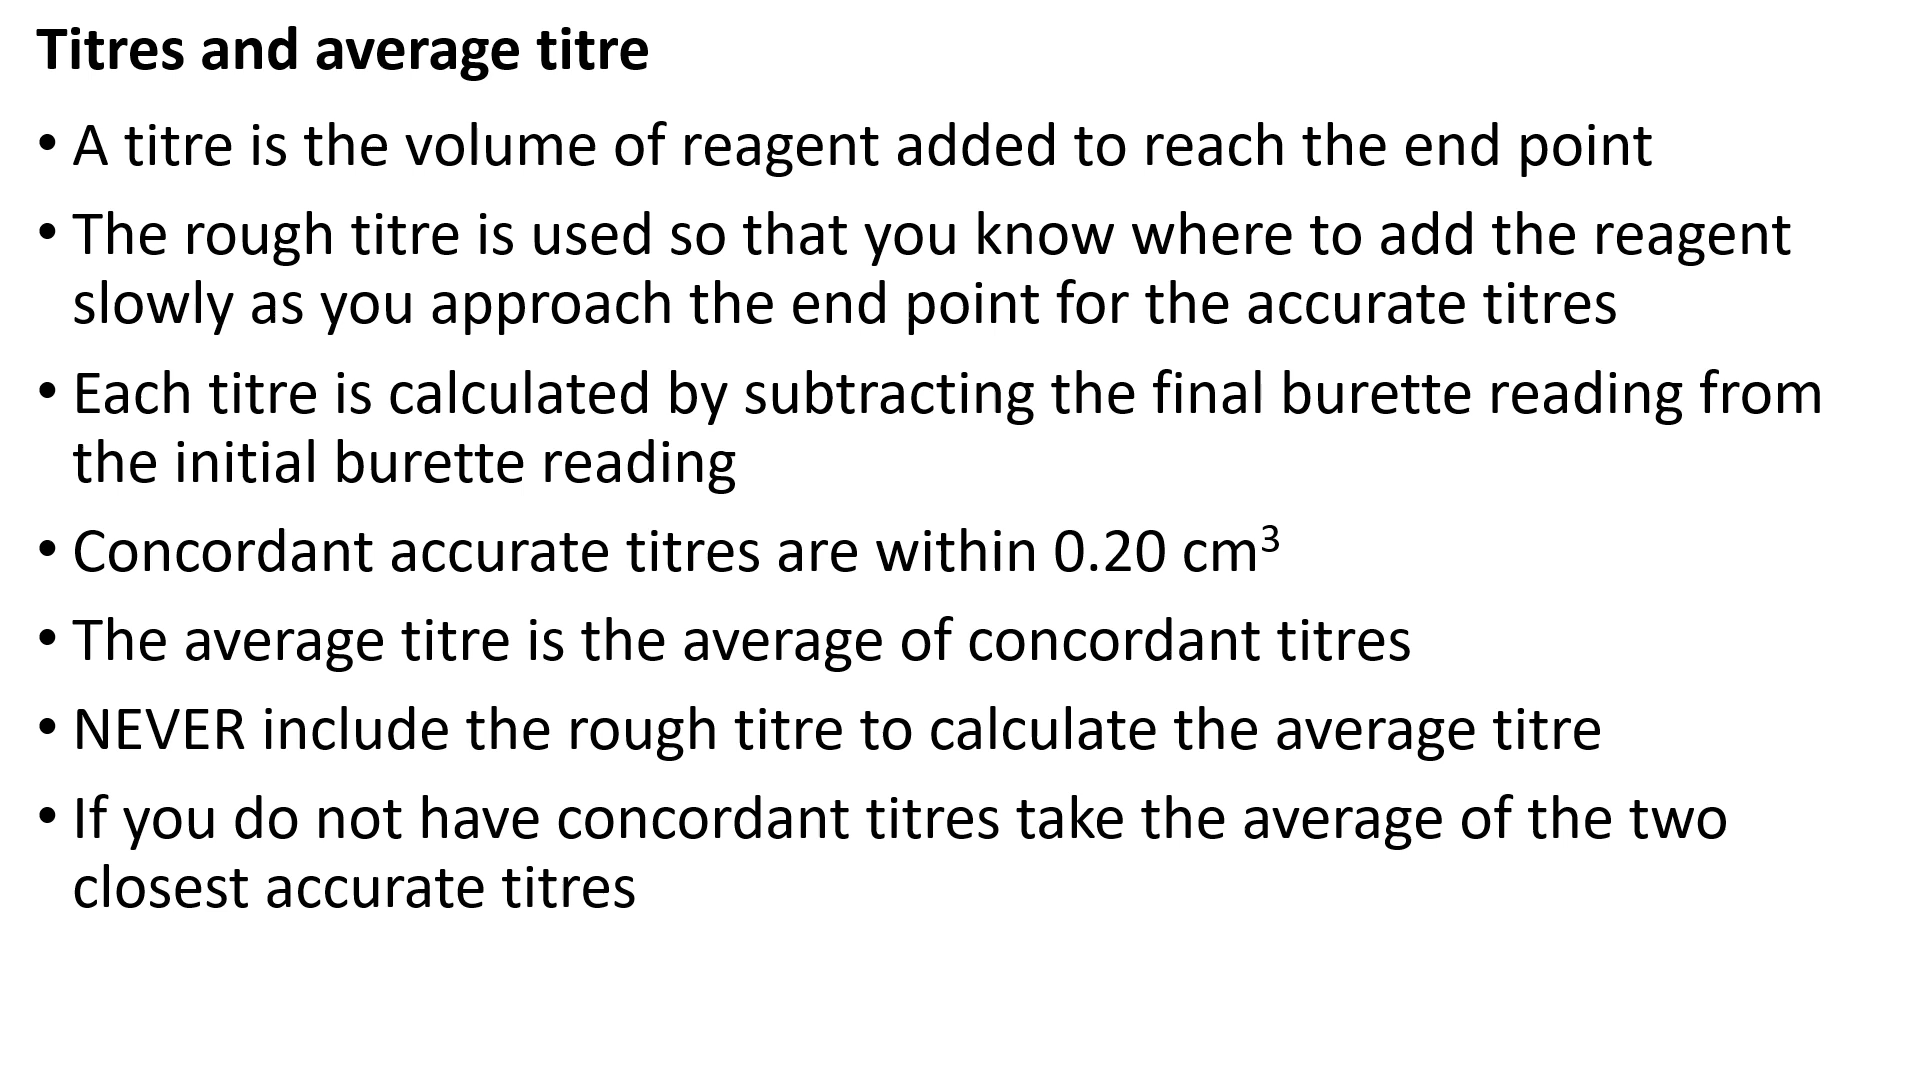 Titres and average titre
• A titre is the volume of reagent added to reach the end point
• The rough titre is used so that you know where to add the reagent
slowly as you approach the end point for the accurate titres
• Each titre is calculated by subtracting the final burette reading from
the initial burette reading
• Concordant accurate titres are within 0.20 cm³
• The average titre is the average of concordant titres
• NEVER include the rough titre to calculate the average titre
• If you do not have concordant titres take the average of the two
closest accurate titres